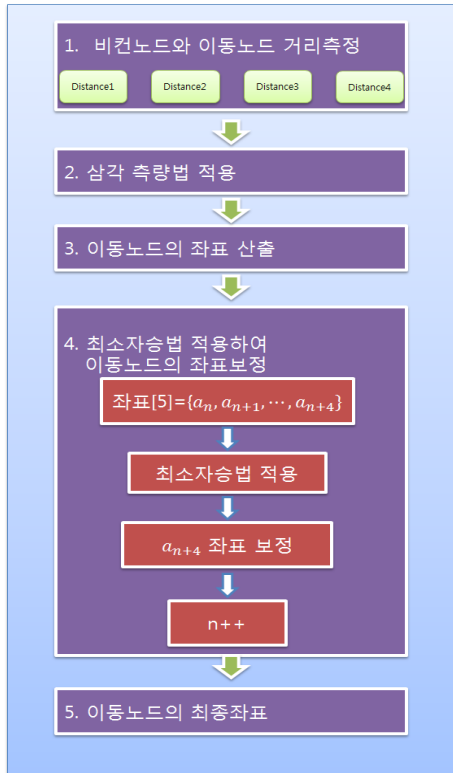 1. 비컨노드와 이동노드 거리측정
Distance1 Distance2 Distance3 Distance4
2. 삼각 측량법 적용
3. 이동노드의 좌표 산출
4. 최소자승법 적용하여
이동노드의 좌표보정
좌표[5]={aₙ, aₙ₊₁, ⋯, aₙ₊₄}
최소자승법 적용
aₙ₊₄ 좌표 보정
n++
5. 이동노드의 최종좌표